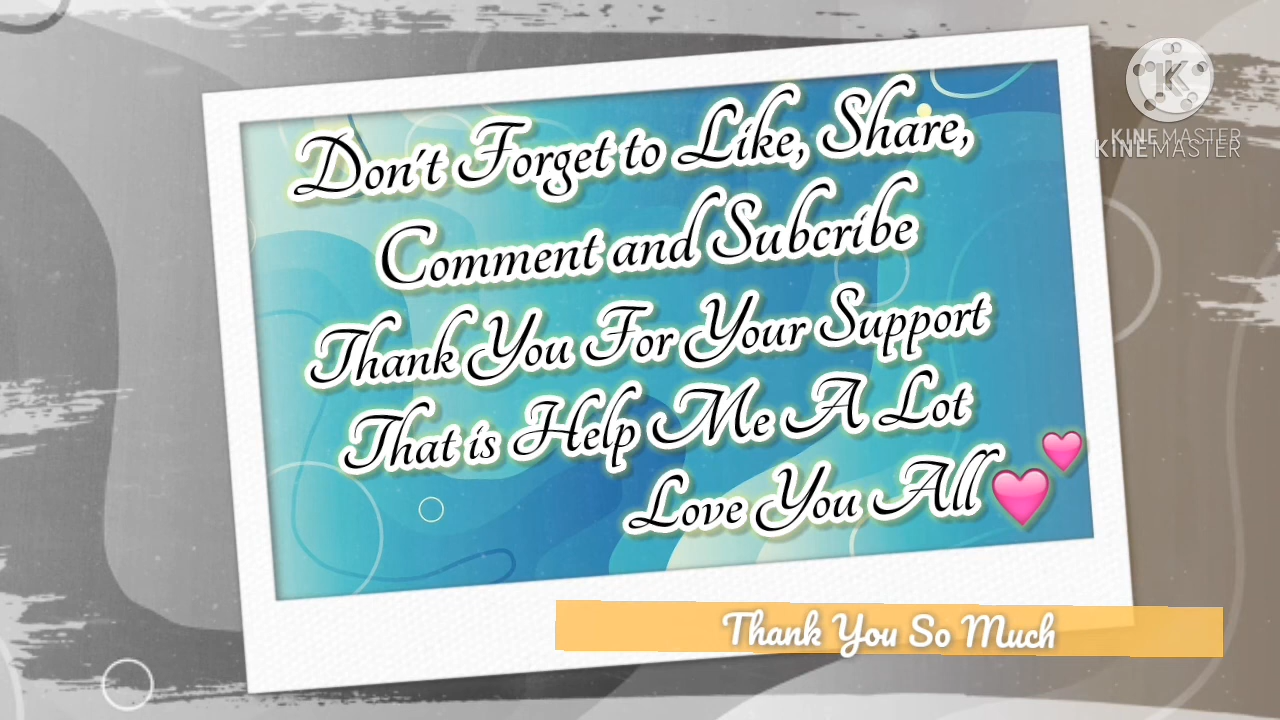 Don't Forget to Like, Share,
Comment and Subcribe
Thank You For Your Support
That is Help Me A Lot
Love You All
Thank You So Much
KINEMASTER
KINEMASTER